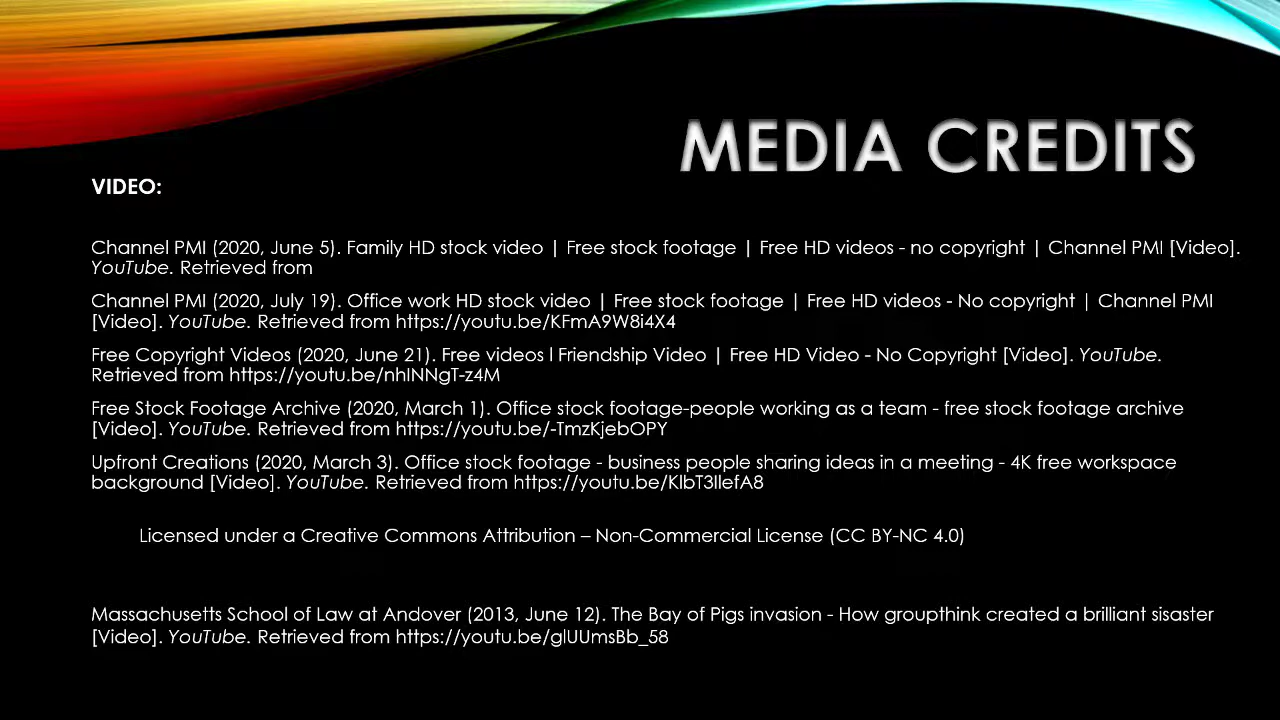 MEDIA CREDITS
VIDEO:
Channel PMI (2020, June 5). Family HD stock video | Free stock footage | Free HD videos - no copyright | Channel PMI [Video].
YouTube. Retrieved from
Channel PMI (2020, July 19). Office work HD stock video | Free stock footage | Free HD videos - No copyright | Channel PMI
[Video]. YouTube. Retrieved from https://youtu.be/KFmA9W8i4X4
Free Copyright Videos (2020, June 21). Free videos l Friendship Video | Free HD Video - No Copyright [Video]. YouTube.
Retrieved from https://youtu.be/nhINNgT-z4M
Free Stock Footage Archive (2020, March 1). Office stock footage-people working as a team - free stock footage archive
[Video]. YouTube. Retrieved from https://youtu.be/-TmzKjebOPY
Upfront Creations (2020, March 3). Office stock footage - business people sharing ideas in a meeting - 4K free workspace
background [Video]. YouTube. Retrieved from https://youtu.be/KlbT3IlefA8
Licensed under a Creative Commons Attribution – Non-Commercial License (CC BY-NC 4.0)
Massachusetts School of Law at Andover (2013, June 12). The Bay of Pigs invasion - How groupthink created a brilliant sisaster
[Video]. YouTube. Retrieved from https://youtu.be/glUUmsBb_58